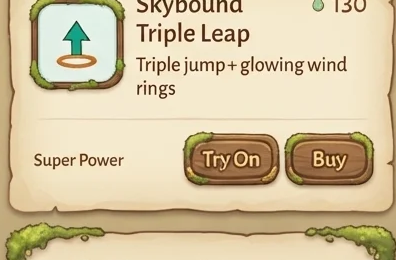 Skybound
130
Triple Leap
Triple jump + glowing wind
rings
Super Power
Try On
Buy